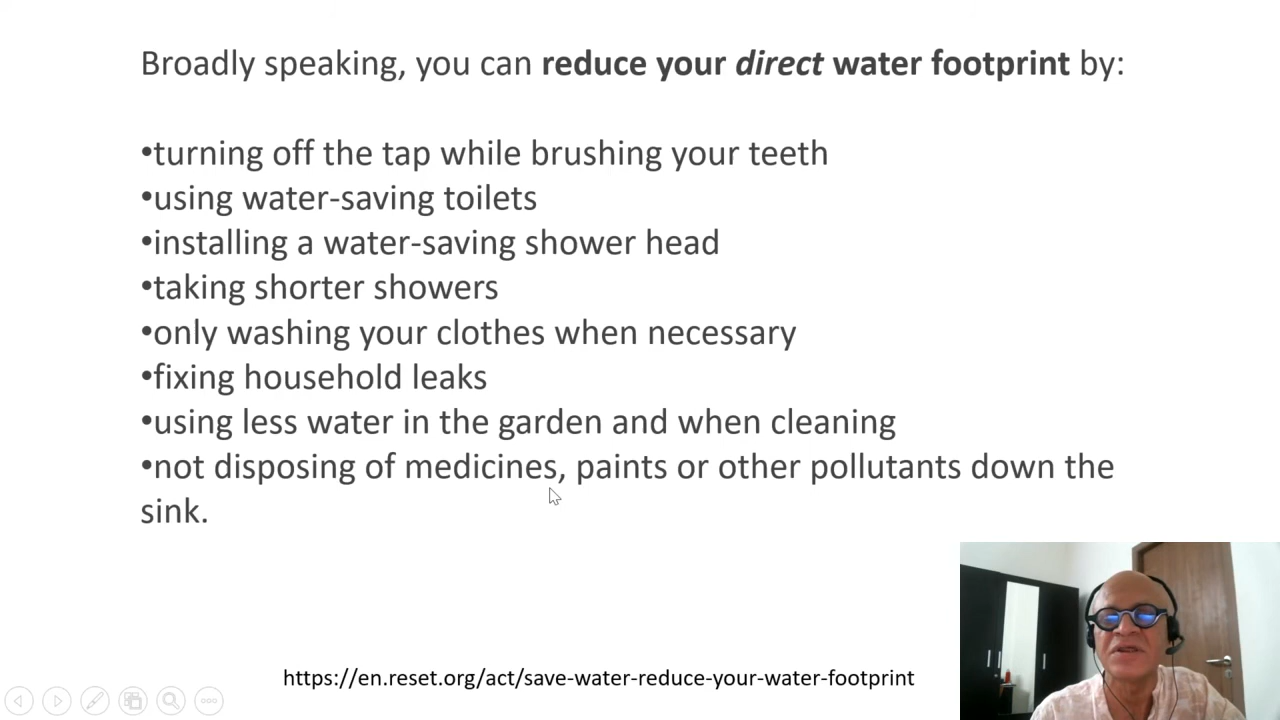 Broadly speaking, you can reduce your direct water footprint by:
•turning off the tap while brushing your teeth
•using water-saving toilets
•installing a water-saving shower head
•taking shorter showers
•only washing your clothes when necessary
•fixing household leaks
•using less water in the garden and when cleaning
•not disposing of medicines, paints or other pollutants down the
sink.
https://en.reset.org/act/save-water-reduce-your-water-footprint